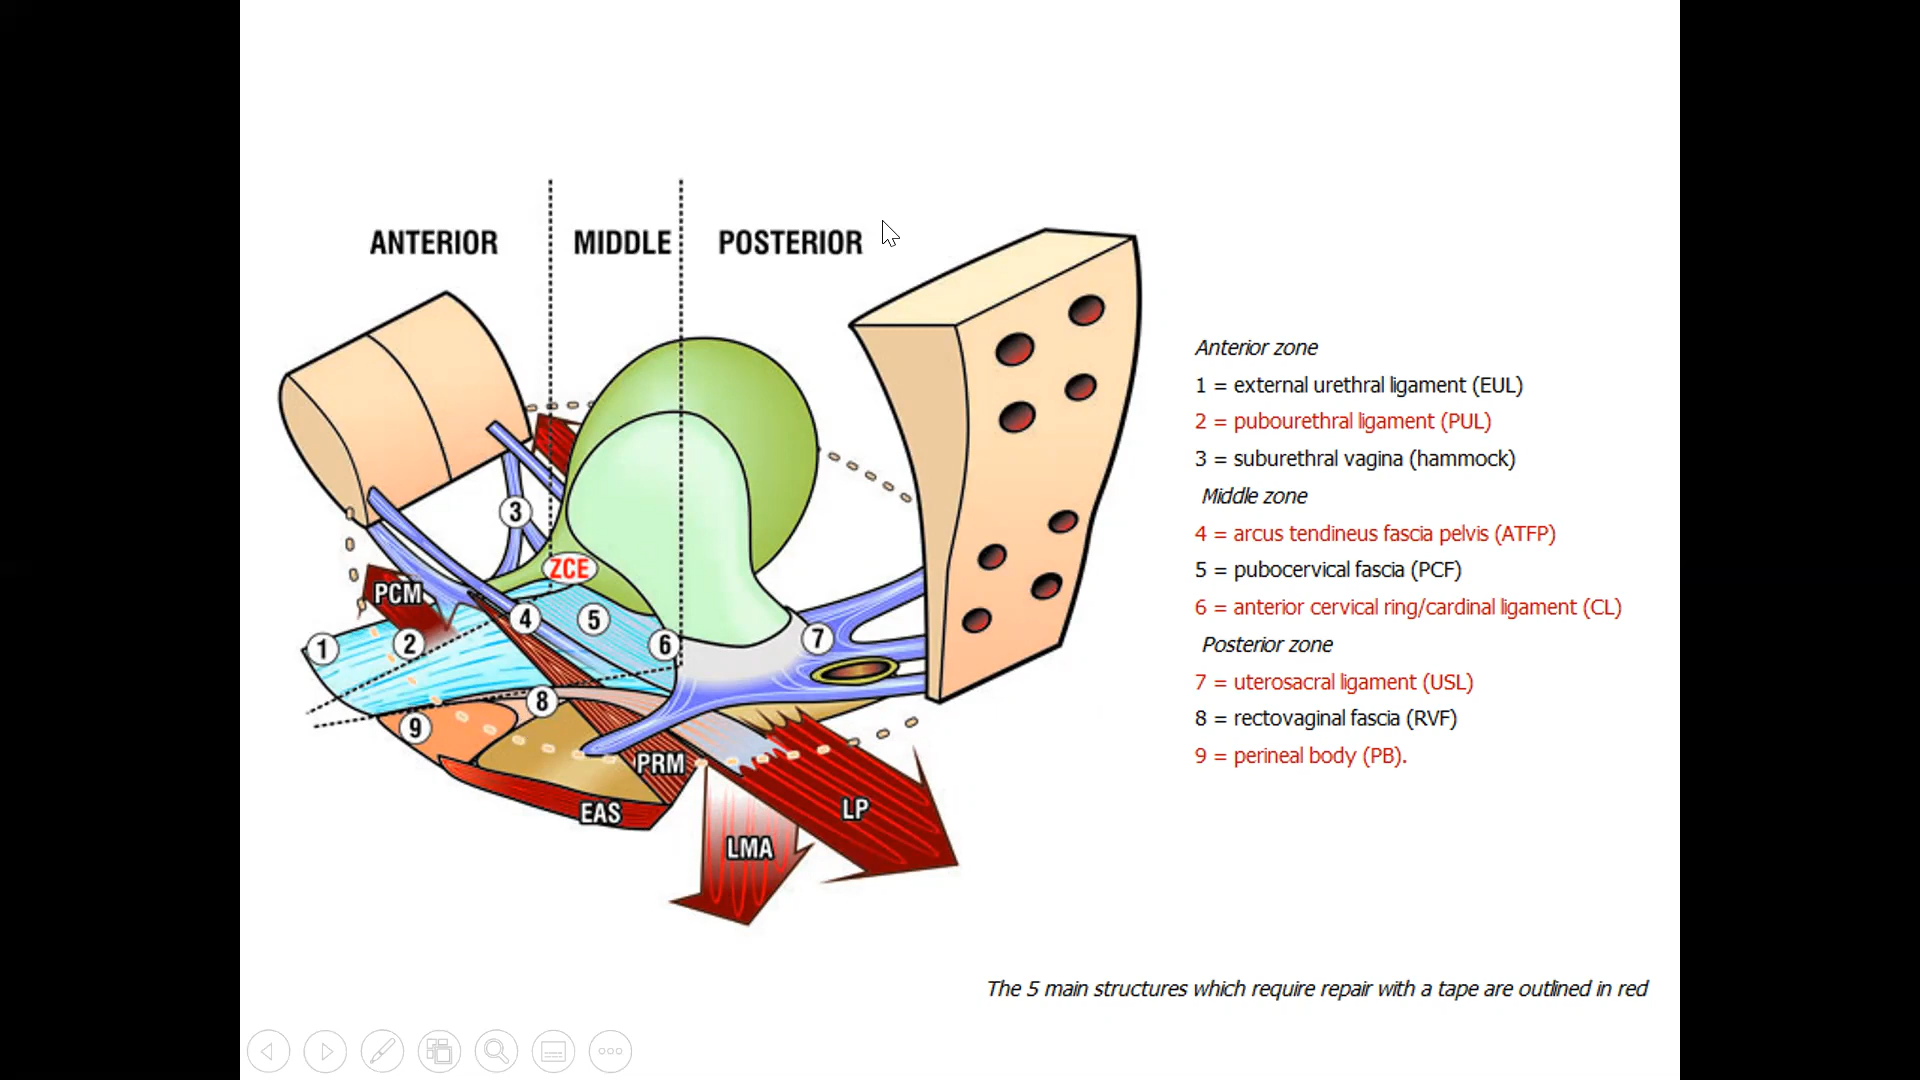 ANTERIOR
MIDDLE
POSTERIOR
Anterior zone
1 = external urethral ligament (EUL)
2 = pubourethral ligament (PUL)
3 = suburethral vagina (hammock)
Middle zone
4 = arcus tendineus fascia pelvis (ATFP)
5 = pubocervical fascia (PCF)
6 = anterior cervical ring/cardinal ligament (CL)
Posterior zone
7 = uterosacral ligament (USL)
8 = rectovaginal fascia (RVF)
9 = perineal body (PB).
3
ZCE
PCM
4
5
6
7
1
2
8
9
PRM
EAS
LP
LMA
The 5 main structures which require repair with a tape are outlined in red